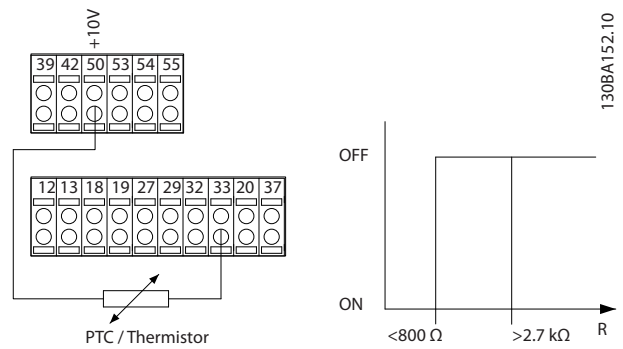 +10V
39 42 50 53 54 55
12 13 18 19 27 29 32 33 20 37
PTC / Thermistor
130BA152.10
OFF
ON
<800 Ω >2.7 kΩ R